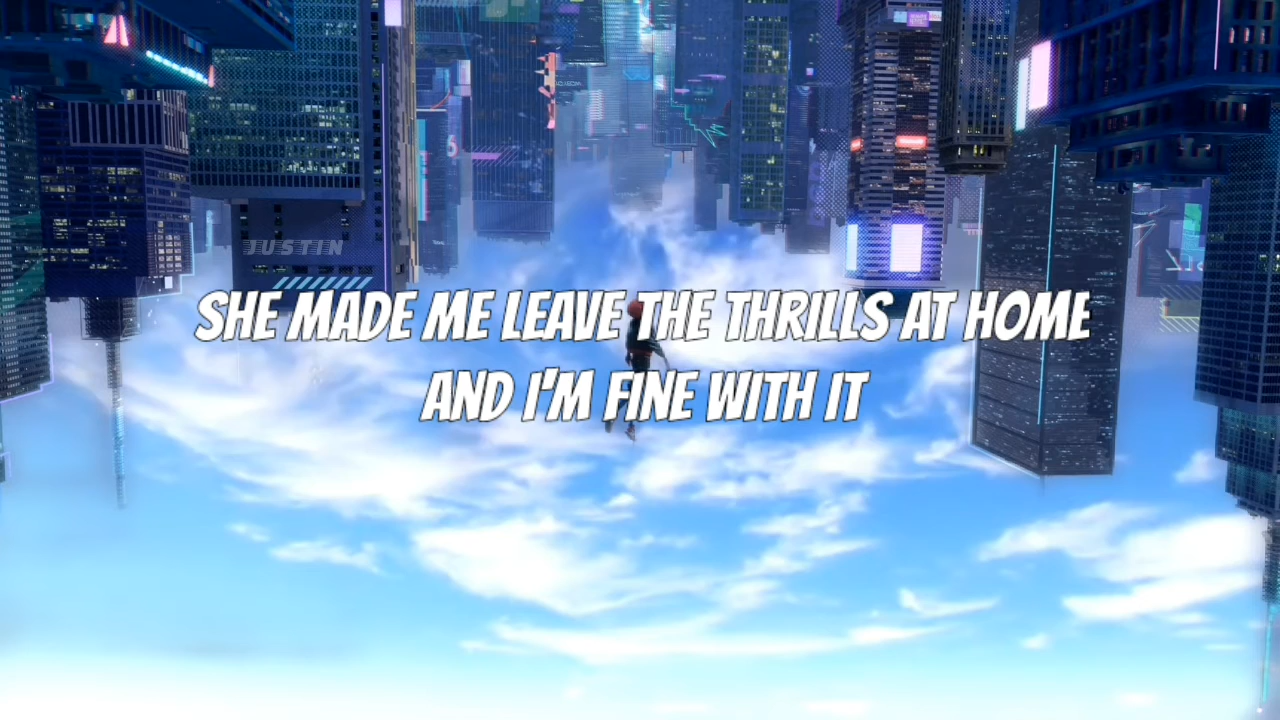 JUSTIN
SHE MADE ME LEAVE THE THRILLS AT HOME
AND I'M FINE WITH IT